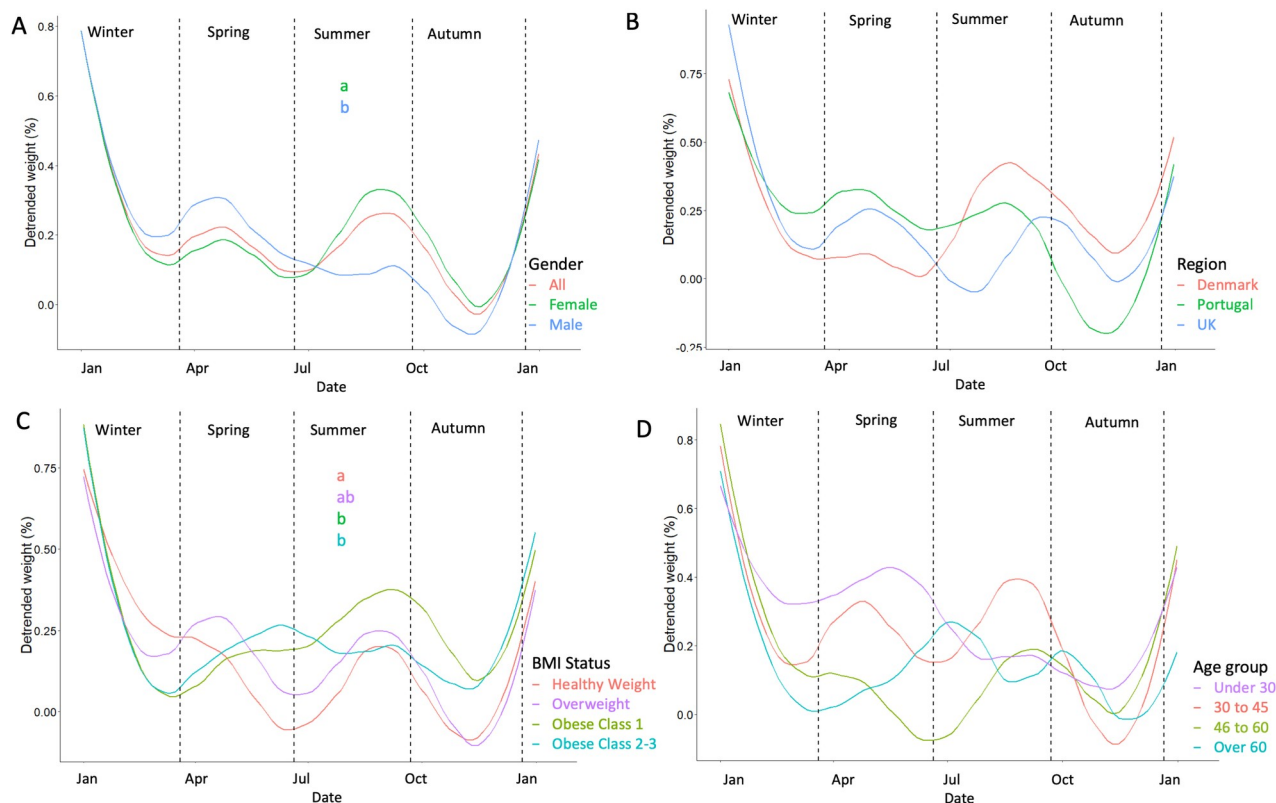 A
Winter Spring Summer Autumn
0.8
0.6
0.4
0.2
0.0
Detrended weight (%)
a
b
Gender
All
Female
Male
Jan Apr Jul Oct Jan
Date
B
Winter Spring Summer Autumn
0.75
0.50
0.25
0.00
-0.25
Detrended weight (%)
Region
Denmark
Portugal
UK
Jan Apr Jul Oct Jan
Date
C
Winter Spring Summer Autumn
0.75
0.50
0.25
0.00
Detrended weight (%)
a
ab
b
b
BMI Status
Healthy Weight
Overweight
Obese Class 1
Obese Class 2-3
Jan Apr Jul Oct Jan
Date
D
Winter Spring Summer Autumn
0.8
0.6
0.4
0.2
0.0
Detrended weight (%)
Age group
Under 30
30 to 45
46 to 60
Over 60
Jan Apr Jul Oct Jan
Date